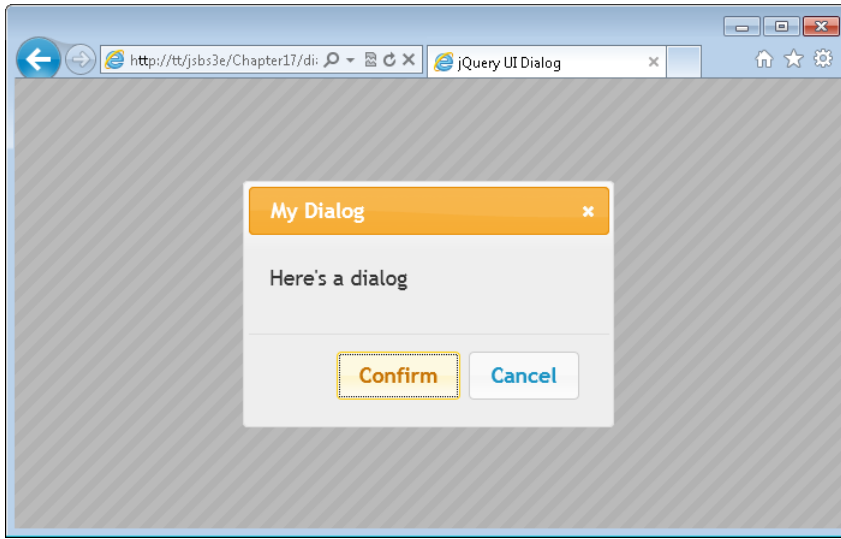 http://tt/jsbs3e/Chapter17/di
jQuery UI Dialog
My Dialog
Here's a dialog
Confirm
Cancel